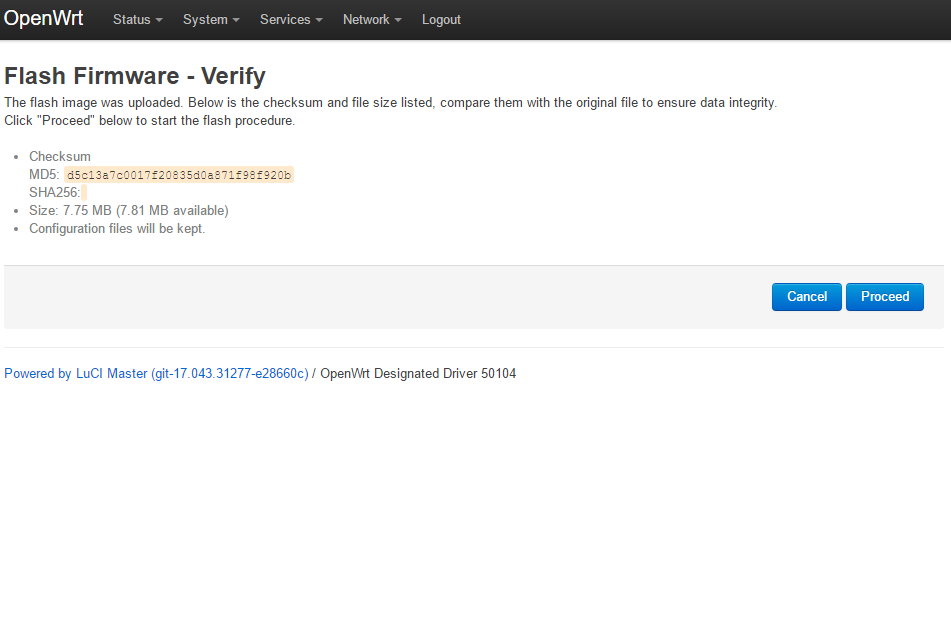 OpenWrt Status System Services Network Logout
Flash Firmware - Verify
The flash image was uploaded. Below is the checksum and file size listed, compare them with the original file to ensure data integrity.
Click "Proceed" below to start the flash procedure.
Checksum
MD5: d5c13a7c0017f20835d0a871f98f920b
SHA256:
Size: 7.75 MB (7.81 MB available)
Configuration files will be kept.
Cancel Proceed
Powered by LuCI Master (git-17.043.31277-e28660c) / OpenWrt Designated Driver 50104